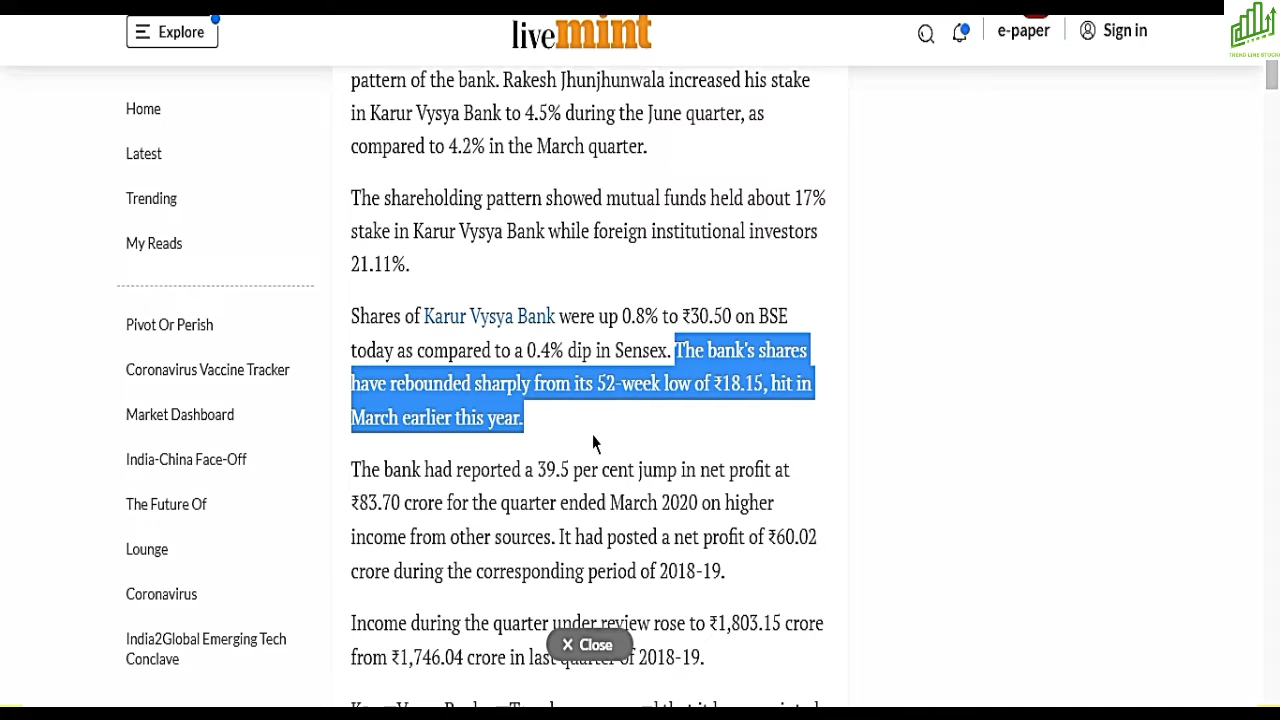 Explore
livemint
e-paper
Sign in
TREND LINE STOCKS
Home
Latest
Trending
My Reads
Pivot Or Perish
Coronavirus Vaccine Tracker
Market Dashboard
India-China Face-Off
The Future Of
Lounge
Coronavirus
India2Global Emerging Tech
Conclave
pattern of the bank. Rakesh Jhunjhunwala increased his stake
in Karur Vysya Bank to 4.5% during the June quarter, as
compared to 4.2% in the March quarter.
The shareholding pattern showed mutual funds held about 17%
stake in Karur Vysya Bank while foreign institutional investors
21.11%.
Shares of Karur Vysya Bank were up 0.8% to ₹30.50 on BSE
today as compared to a 0.4% dip in Sensex. The bank's shares
have rebounded sharply from its 52-week low of ₹18.15, hit in
March earlier this year.
The bank had reported a 39.5 per cent jump in net profit at
₹83.70 crore for the quarter ended March 2020 on higher
income from other sources. It had posted a net profit of ₹60.02
crore during the corresponding period of 2018-19.
Income during the quarter under review rose to ₹1,803.15 crore
X Close
from ₹1,746.04 crore in last quarter of 2018-19.